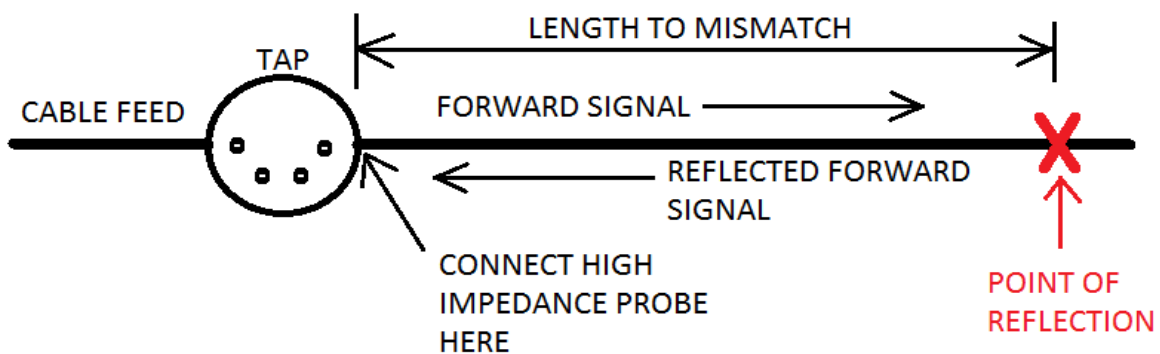 LENGTH TO MISMATCH
TAP
CABLE FEED
FORWARD SIGNAL
REFLECTED FORWARD
SIGNAL
CONNECT HIGH
IMPEDANCE PROBE
HERE
POINT OF
REFLECTION